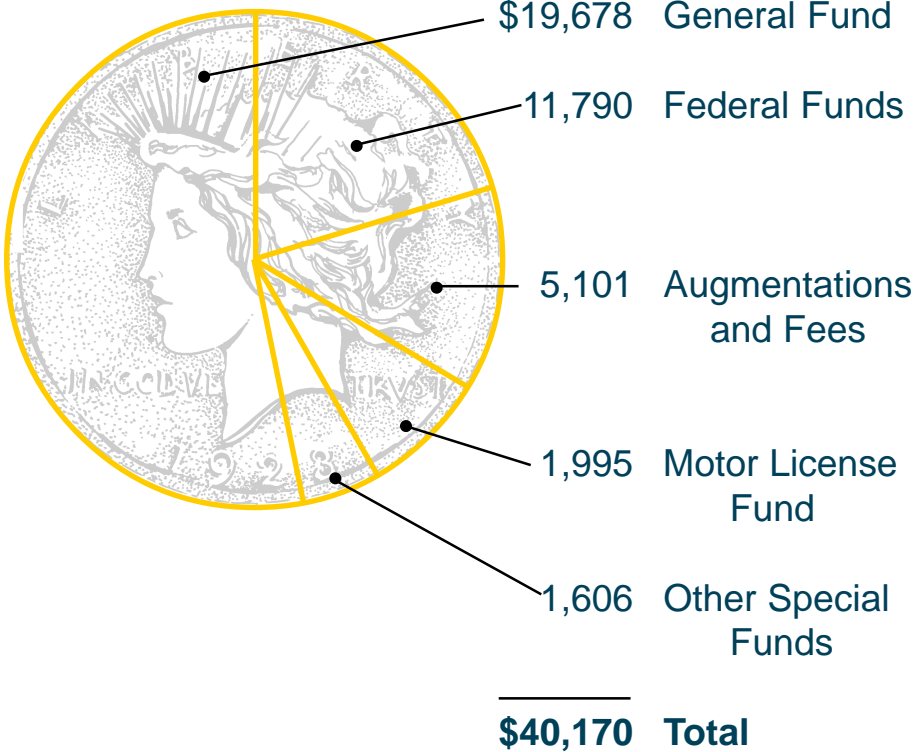 $19,678 General Fund
11,790 Federal Funds
5,101 Augmentations
and Fees
1,995 Motor License
Fund
1,606 Other Special
Funds
$40,170 Total
1928